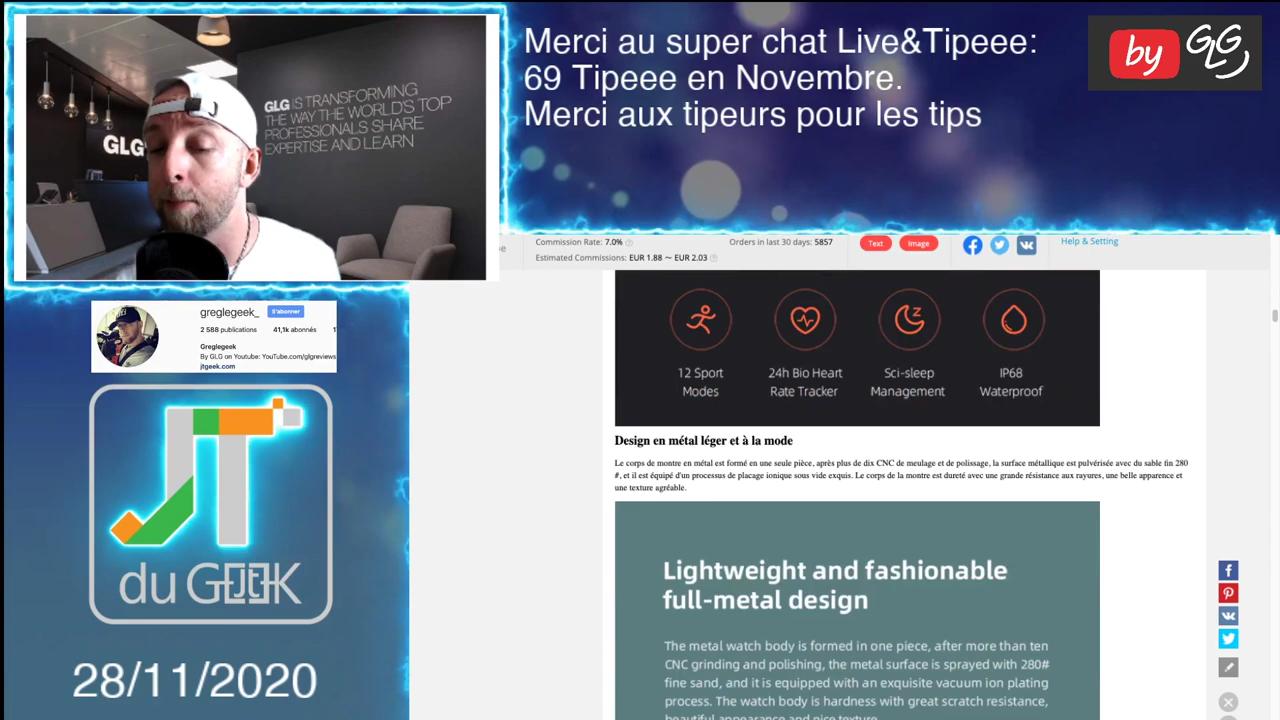 GLG
GLG IS TRANSFORMING
THE WAY THE WORLD'S TOP
PROFESSIONALS SHARE
EXPERTISE AND LEARN
Merci au super chat Live&Tipeee:
69 Tipeee en Novembre.
Merci aux tipeurs pour les tips
by GLG
Commission Rate: 7.0%
Orders in last 30 days: 5857
Text
Image
Help & Setting
Estimated Commissions: EUR 1.88 ～ EUR 2.03
greglegeek_
S'abonner
2 588 publications
41,1k abonnés
Greglegeek
By GLG on Youtube: YouTube.com/glgreviews
jtgeek.com
JT
du GEEK
28/11/2020
12 Sport
Modes
24h Bio Heart
Rate Tracker
Sci-sleep
Management
IP68
Waterproof
Design en métal léger et à la mode
Le corps de montre en métal est formé en une seule pièce, après plus de dix CNC de meulage et de polissage, la surface métallique est pulvérisée avec du sable fin 280
#, et il est équipé d'un processus de placage ionique sous vide exquis. Le corps de la montre est dureté avec une grande résistance aux rayures, une belle apparence et
une texture agréable.
Lightweight and fashionable
full-metal design
The metal watch body is formed in one piece, after more than ten
CNC grinding and polishing, the metal surface is sprayed with 280#
fine sand, and it is equipped with an exquisite vacuum ion plating
process. The watch body is hardness with great scratch resistance,
beautiful appearance and nice texture.